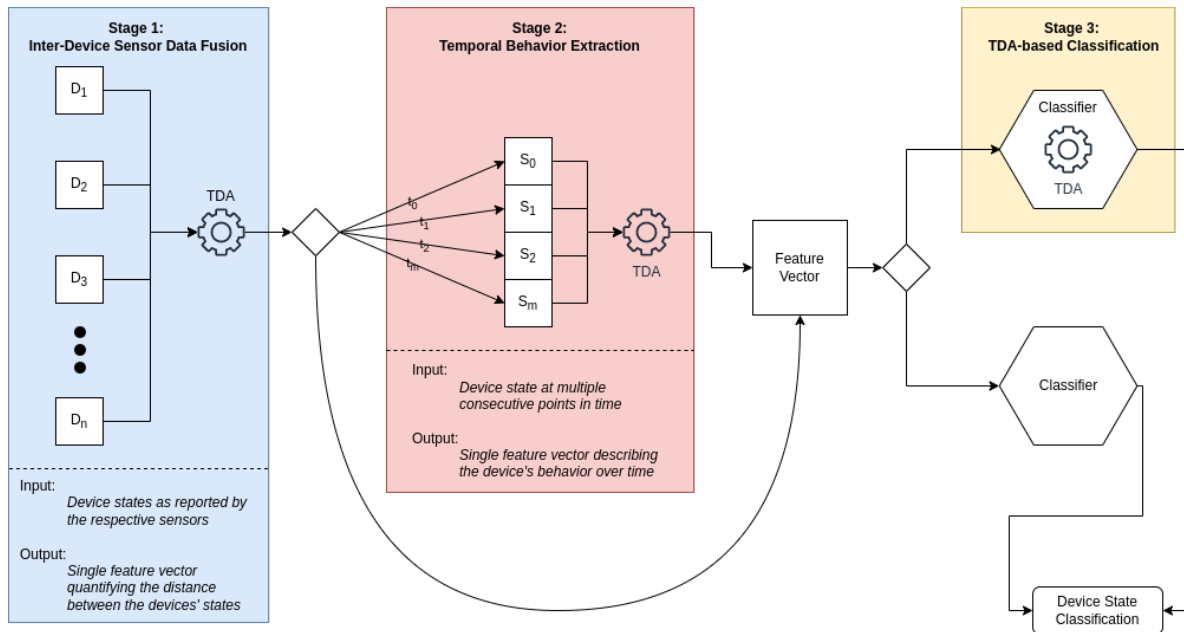 Stage 1:
Inter-Device Sensor Data Fusion
D1
D2
D3
Dn
TDA
Input:
Device states as reported by
the respective sensors
Output:
Single feature vector
quantifying the distance
between the devices' states
Stage 2:
Temporal Behavior Extraction
t0
t1
t2
tm
S0
S1
S2
Sm
TDA
Input:
Device state at multiple
consecutive points in time
Output:
Single feature vector describing
the device's behavior over time
Feature
Vector
Stage 3:
TDA-based Classification
Classifier
TDA
Classifier
Device State
Classification